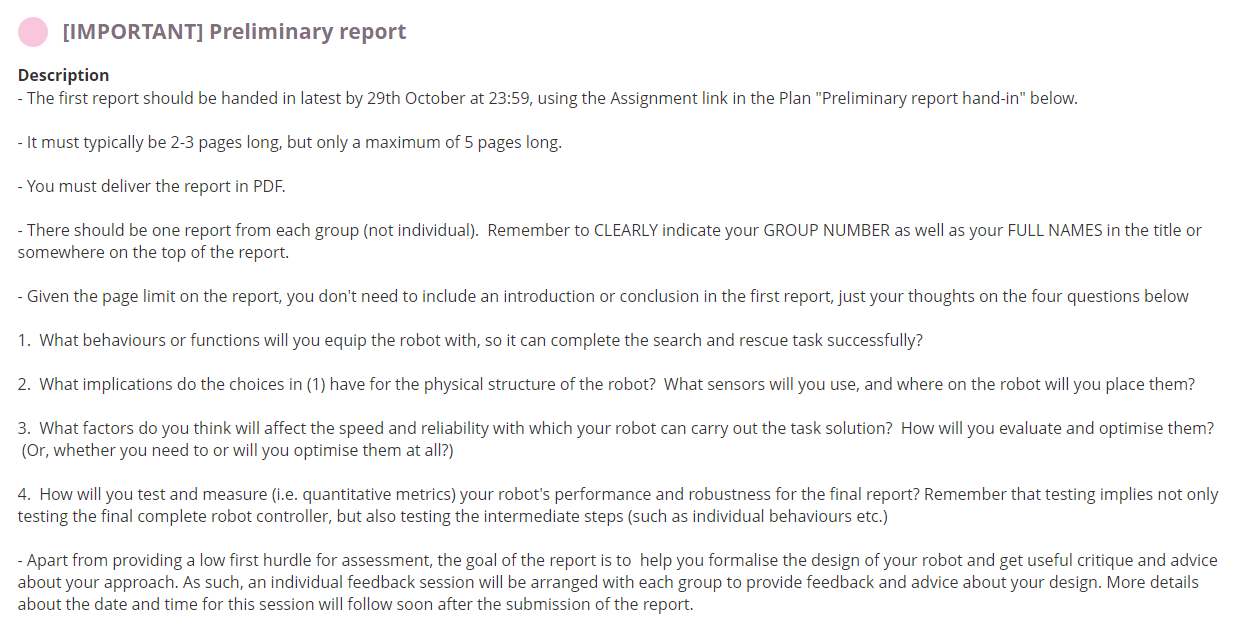 [IMPORTANT] Preliminary report
Description
- The first report should be handed in latest by 29th October at 23:59, using the Assignment link in the Plan "Preliminary report hand-in" below.
- It must typically be 2-3 pages long, but only a maximum of 5 pages long.
- You must deliver the report in PDF.
- There should be one report from each group (not individual).  Remember to CLEARLY indicate your GROUP NUMBER as well as your FULL NAMES in the title or
somewhere on the top of the report.
- Given the page limit on the report, you don't need to include an introduction or conclusion in the first report, just your thoughts on the four questions below
1.  What behaviours or functions will you equip the robot with, so it can complete the search and rescue task successfully?
2.  What implications do the choices in (1) have for the physical structure of the robot?  What sensors will you use, and where on the robot will you place them?
3.  What factors do you think will affect the speed and reliability with which your robot can carry out the task solution?  How will you evaluate and optimise them?
(Or, whether you need to or will you optimise them at all?)
4.  How will you test and measure (i.e. quantitative metrics) your robot's performance and robustness for the final report? Remember that testing implies not only
testing the final complete robot controller, but also testing the intermediate steps (such as individual behaviours etc.)
- Apart from providing a low first hurdle for assessment, the goal of the report is to  help you formalise the design of your robot and get useful critique and advice
about your approach. As such, an individual feedback session will be arranged with each group to provide feedback and advice about your design. More details
about the date and time for this session will follow soon after the submission of the report.